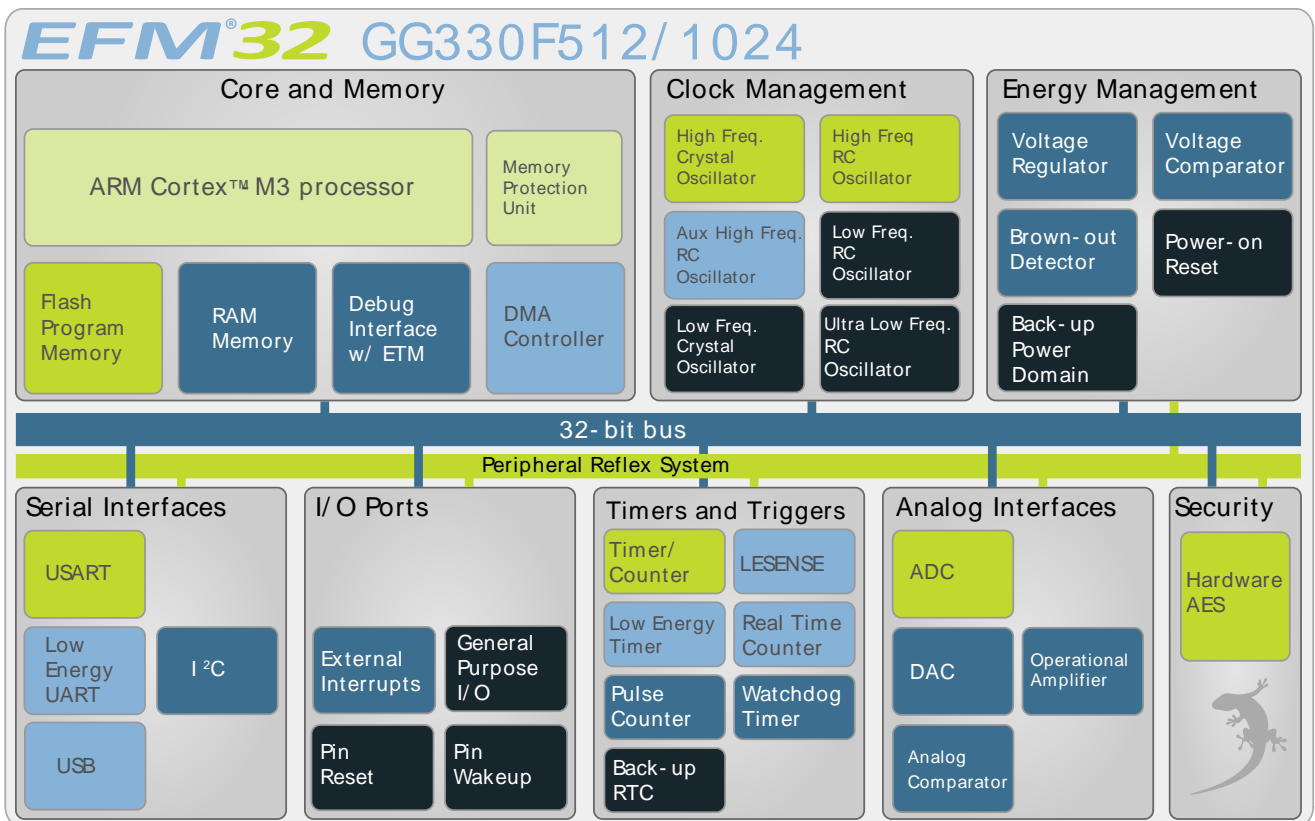 EFM®32 GG330F512/1024
Core and Memory
ARM Cortex™ M3 processor
Memory
Protection
Unit
Flash
Program
Memory
RAM
Memory
Debug
Interface
w/ ETM
DMA
Controller
Clock Management
High Freq.
Crystal
Oscillator
High Freq
RC
Oscillator
Aux High Freq.
RC
Oscillator
Low Freq.
RC
Oscillator
Low Freq.
Crystal
Oscillator
Ultra Low Freq.
RC
Oscillator
Energy Management
Voltage
Regulator
Voltage
Comparator
Brown-out
Detector
Power-on
Reset
Back-up
Power
Domain
32-bit bus
Peripheral Reflex System
Serial Interfaces
USART
Low
Energy
UART
I²C
USB
I/O Ports
External
Interrupts
General
Purpose
I/O
Pin
Reset
Pin
Wakeup
Timers and Triggers
Timer/
Counter
LESENSE
Low Energy
Timer
Real Time
Counter
Pulse
Counter
Watchdog
Timer
Back-up
RTC
Analog Interfaces
ADC
DAC
Operational
Amplifier
Analog
Comparator
Security
Hardware
AES